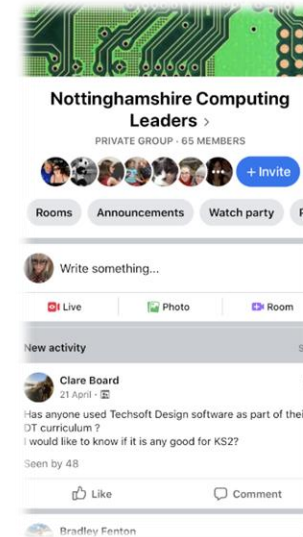 Nottinghamshire Computing
Leaders >
PRIVATE GROUP · 65 MEMBERS
+ Invite
Rooms Announcements Watch party
Write something...
Live Photo Room
New activity
Clare Board
21 April ·
Has anyone used Techsoft Design software as part of thei
DT curriculum ?
I would like to know if it is any good for KS2?
Seen by 48
Like Comment
Bradley Fenton